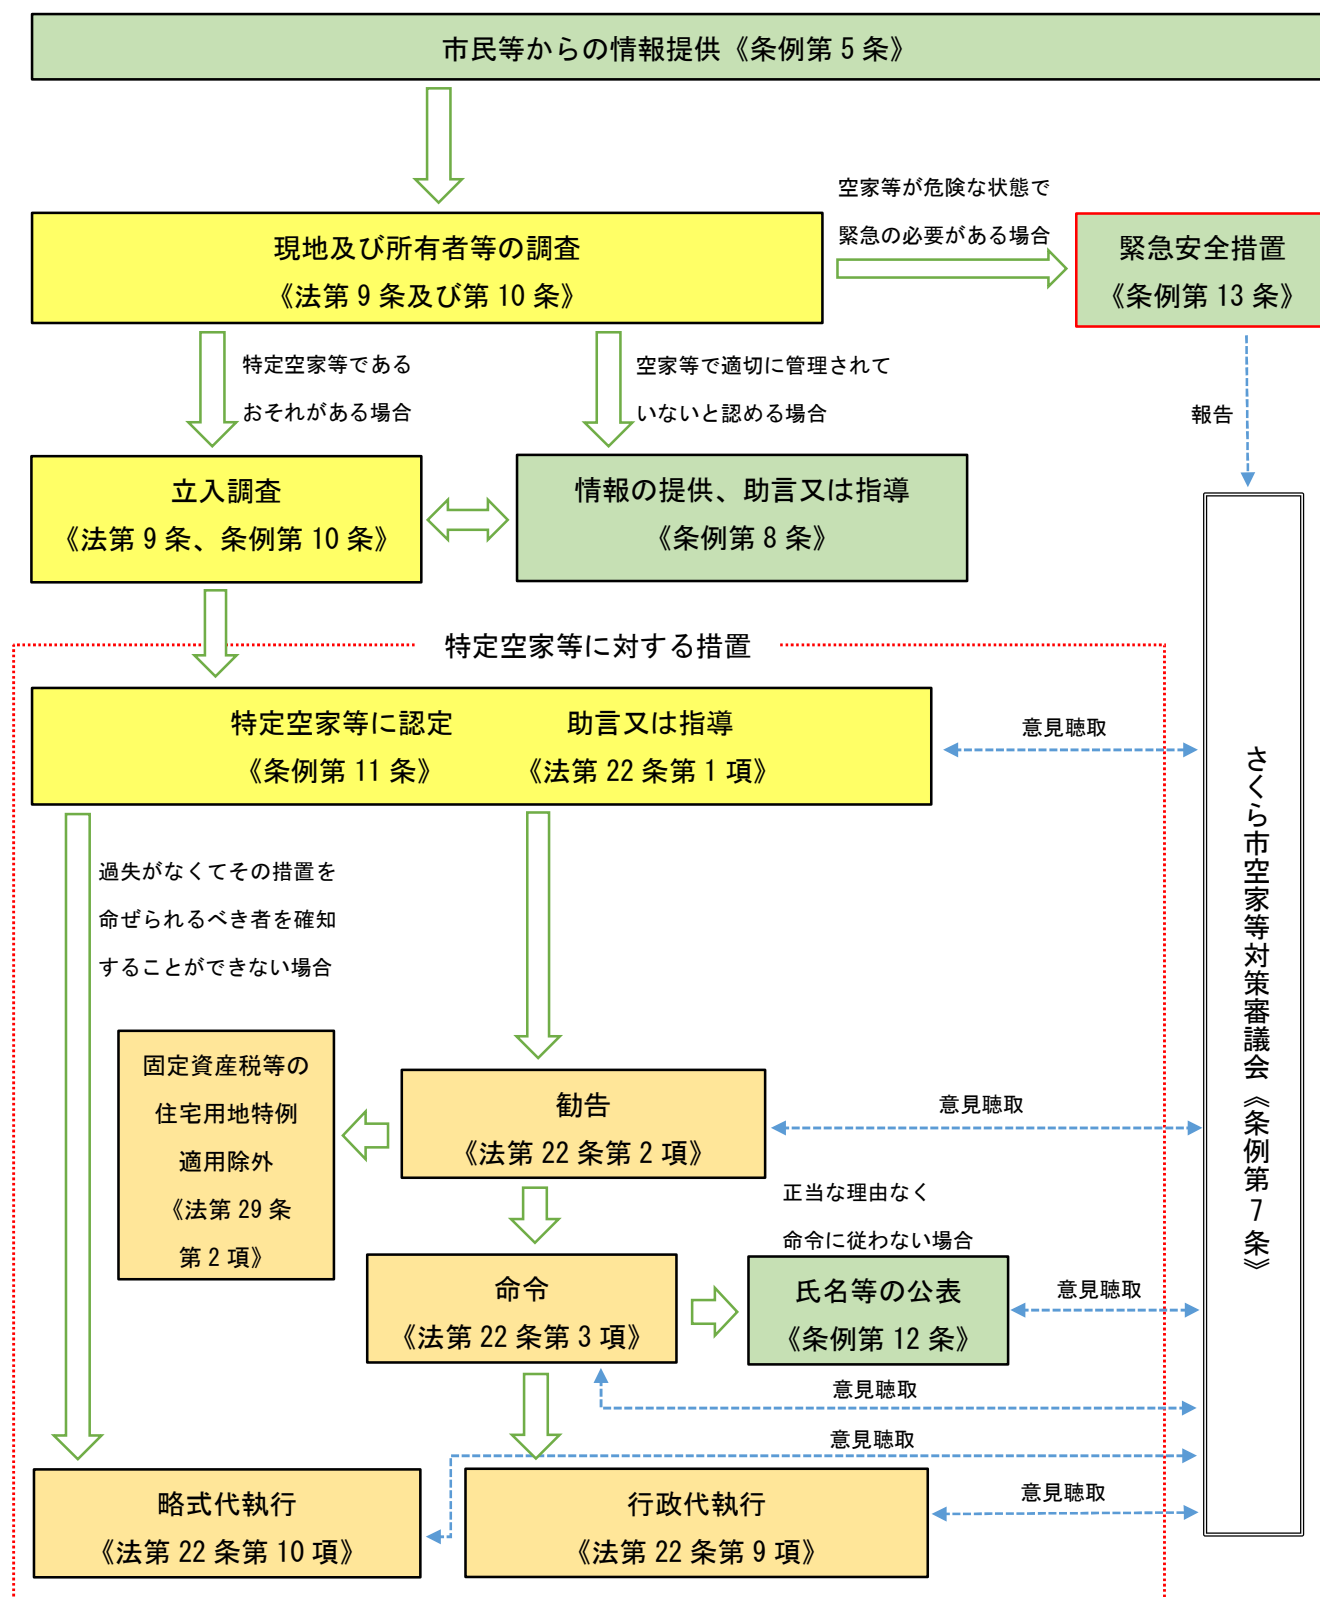 市民等からの情報提供《条例第5条》
現地及び所有者等の調査
《法第9条及び第10条》
空家等が危険な状態で
緊急の必要がある場合
緊急安全措置
《条例第13条》
特定空家等である
おそれがある場合
空家等で適切に管理されて
いないと認める場合
報告
立入調査
《法第9条、条例第10条》
情報の提供、助言又は指導
《条例第8条》
特定空家等に対する措置
特定空家等に認定 助言又は指導
《条例第11条》 《法第22条第1項》
意見聴取
さくら市空家等対策審議会《条例第7条》
過失がなくてその措置を
命ぜられるべき者を確知
することができない場合
固定資産税等の
住宅用地特例
適用除外
《法第29条
第2項》
勧告
《法第22条第2項》
意見聴取
正当な理由なく
命令に従わない場合
命令
《法第22条第3項》
氏名等の公表
《条例第12条》
意見聴取
意見聴取
意見聴取
略式代執行
《法第22条第10項》
行政代執行
《法第22条第9項》
意見聴取